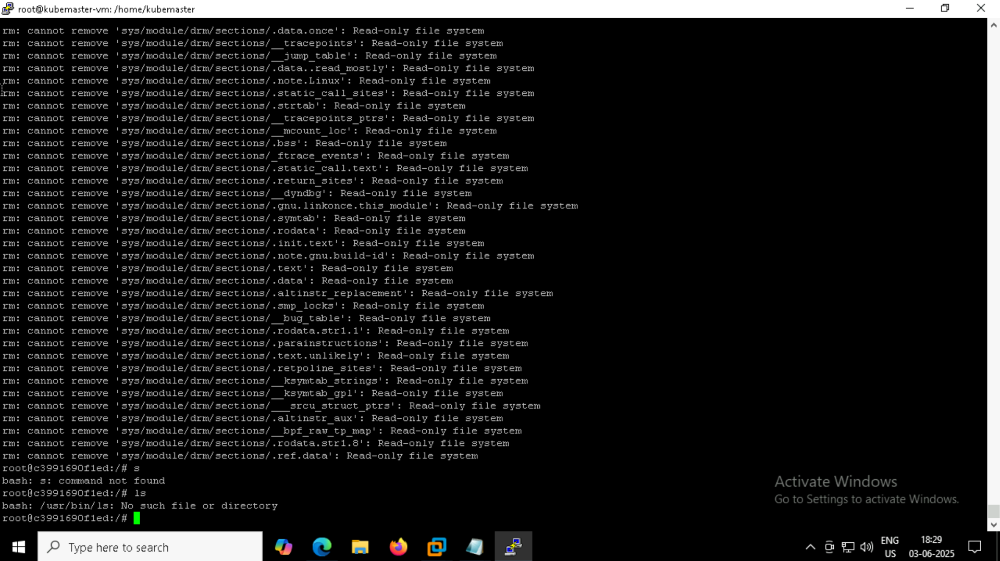 root@kubemaster-vm: /home/kubemaster
rm: cannot remove 'sys/module/drm/sections/.data.once': Read-only file system
rm: cannot remove 'sys/module/drm/sections/__tracepoints': Read-only file system
rm: cannot remove 'sys/module/drm/sections/__jump_table': Read-only file system
rm: cannot remove 'sys/module/drm/sections/.data..read_mostly': Read-only file system
rm: cannot remove 'sys/module/drm/sections/.note.Linux': Read-only file system
rm: cannot remove 'sys/module/drm/sections/.static_call_sites': Read-only file system
rm: cannot remove 'sys/module/drm/sections/.strtab': Read-only file system
rm: cannot remove 'sys/module/drm/sections/__tracepoints_ptrs': Read-only file system
rm: cannot remove 'sys/module/drm/sections/__mcount_loc': Read-only file system
rm: cannot remove 'sys/module/drm/sections/.bss': Read-only file system
rm: cannot remove 'sys/module/drm/sections/_ftrace_events': Read-only file system
rm: cannot remove 'sys/module/drm/sections/.static_call.text': Read-only file system
rm: cannot remove 'sys/module/drm/sections/.return_sites': Read-only file system
rm: cannot remove 'sys/module/drm/sections/__dyndbg': Read-only file system
rm: cannot remove 'sys/module/drm/sections/.gnu.linkonce.this_module': Read-only file system
rm: cannot remove 'sys/module/drm/sections/.symtab': Read-only file system
rm: cannot remove 'sys/module/drm/sections/.rodata': Read-only file system
rm: cannot remove 'sys/module/drm/sections/.init.text': Read-only file system
rm: cannot remove 'sys/module/drm/sections/.note.gnu.build-id': Read-only file system
rm: cannot remove 'sys/module/drm/sections/.text': Read-only file system
rm: cannot remove 'sys/module/drm/sections/.data': Read-only file system
rm: cannot remove 'sys/module/drm/sections/.altinstr_replacement': Read-only file system
rm: cannot remove 'sys/module/drm/sections/.smp_locks': Read-only file system
rm: cannot remove 'sys/module/drm/sections/__bug_table': Read-only file system
rm: cannot remove 'sys/module/drm/sections/.rodata.str1.1': Read-only file system
rm: cannot remove 'sys/module/drm/sections/.parainstructions': Read-only file system
rm: cannot remove 'sys/module/drm/sections/.text.unlikely': Read-only file system
rm: cannot remove 'sys/module/drm/sections/.retpoline_sites': Read-only file system
rm: cannot remove 'sys/module/drm/sections/__ksymtab_strings': Read-only file system
rm: cannot remove 'sys/module/drm/sections/__ksymtab_gpl': Read-only file system
rm: cannot remove 'sys/module/drm/sections/___srcu_struct_ptrs': Read-only file system
rm: cannot remove 'sys/module/drm/sections/.altinstr_aux': Read-only file system
rm: cannot remove 'sys/module/drm/sections/__bpf_raw_tp_map': Read-only file system
rm: cannot remove 'sys/module/drm/sections/.rodata.str1.8': Read-only file system
rm: cannot remove 'sys/module/drm/sections/.ref.data': Read-only file system
root@c3991690f1ed:/# s
bash: s: command not found
root@c3991690f1ed:/# ls
bash: /usr/bin/ls: No such file or directory
root@c3991690f1ed:/#
Activate Windows
Go to Settings to activate Windows.
Type here to search
ENG
US
18:29
03-06-2025